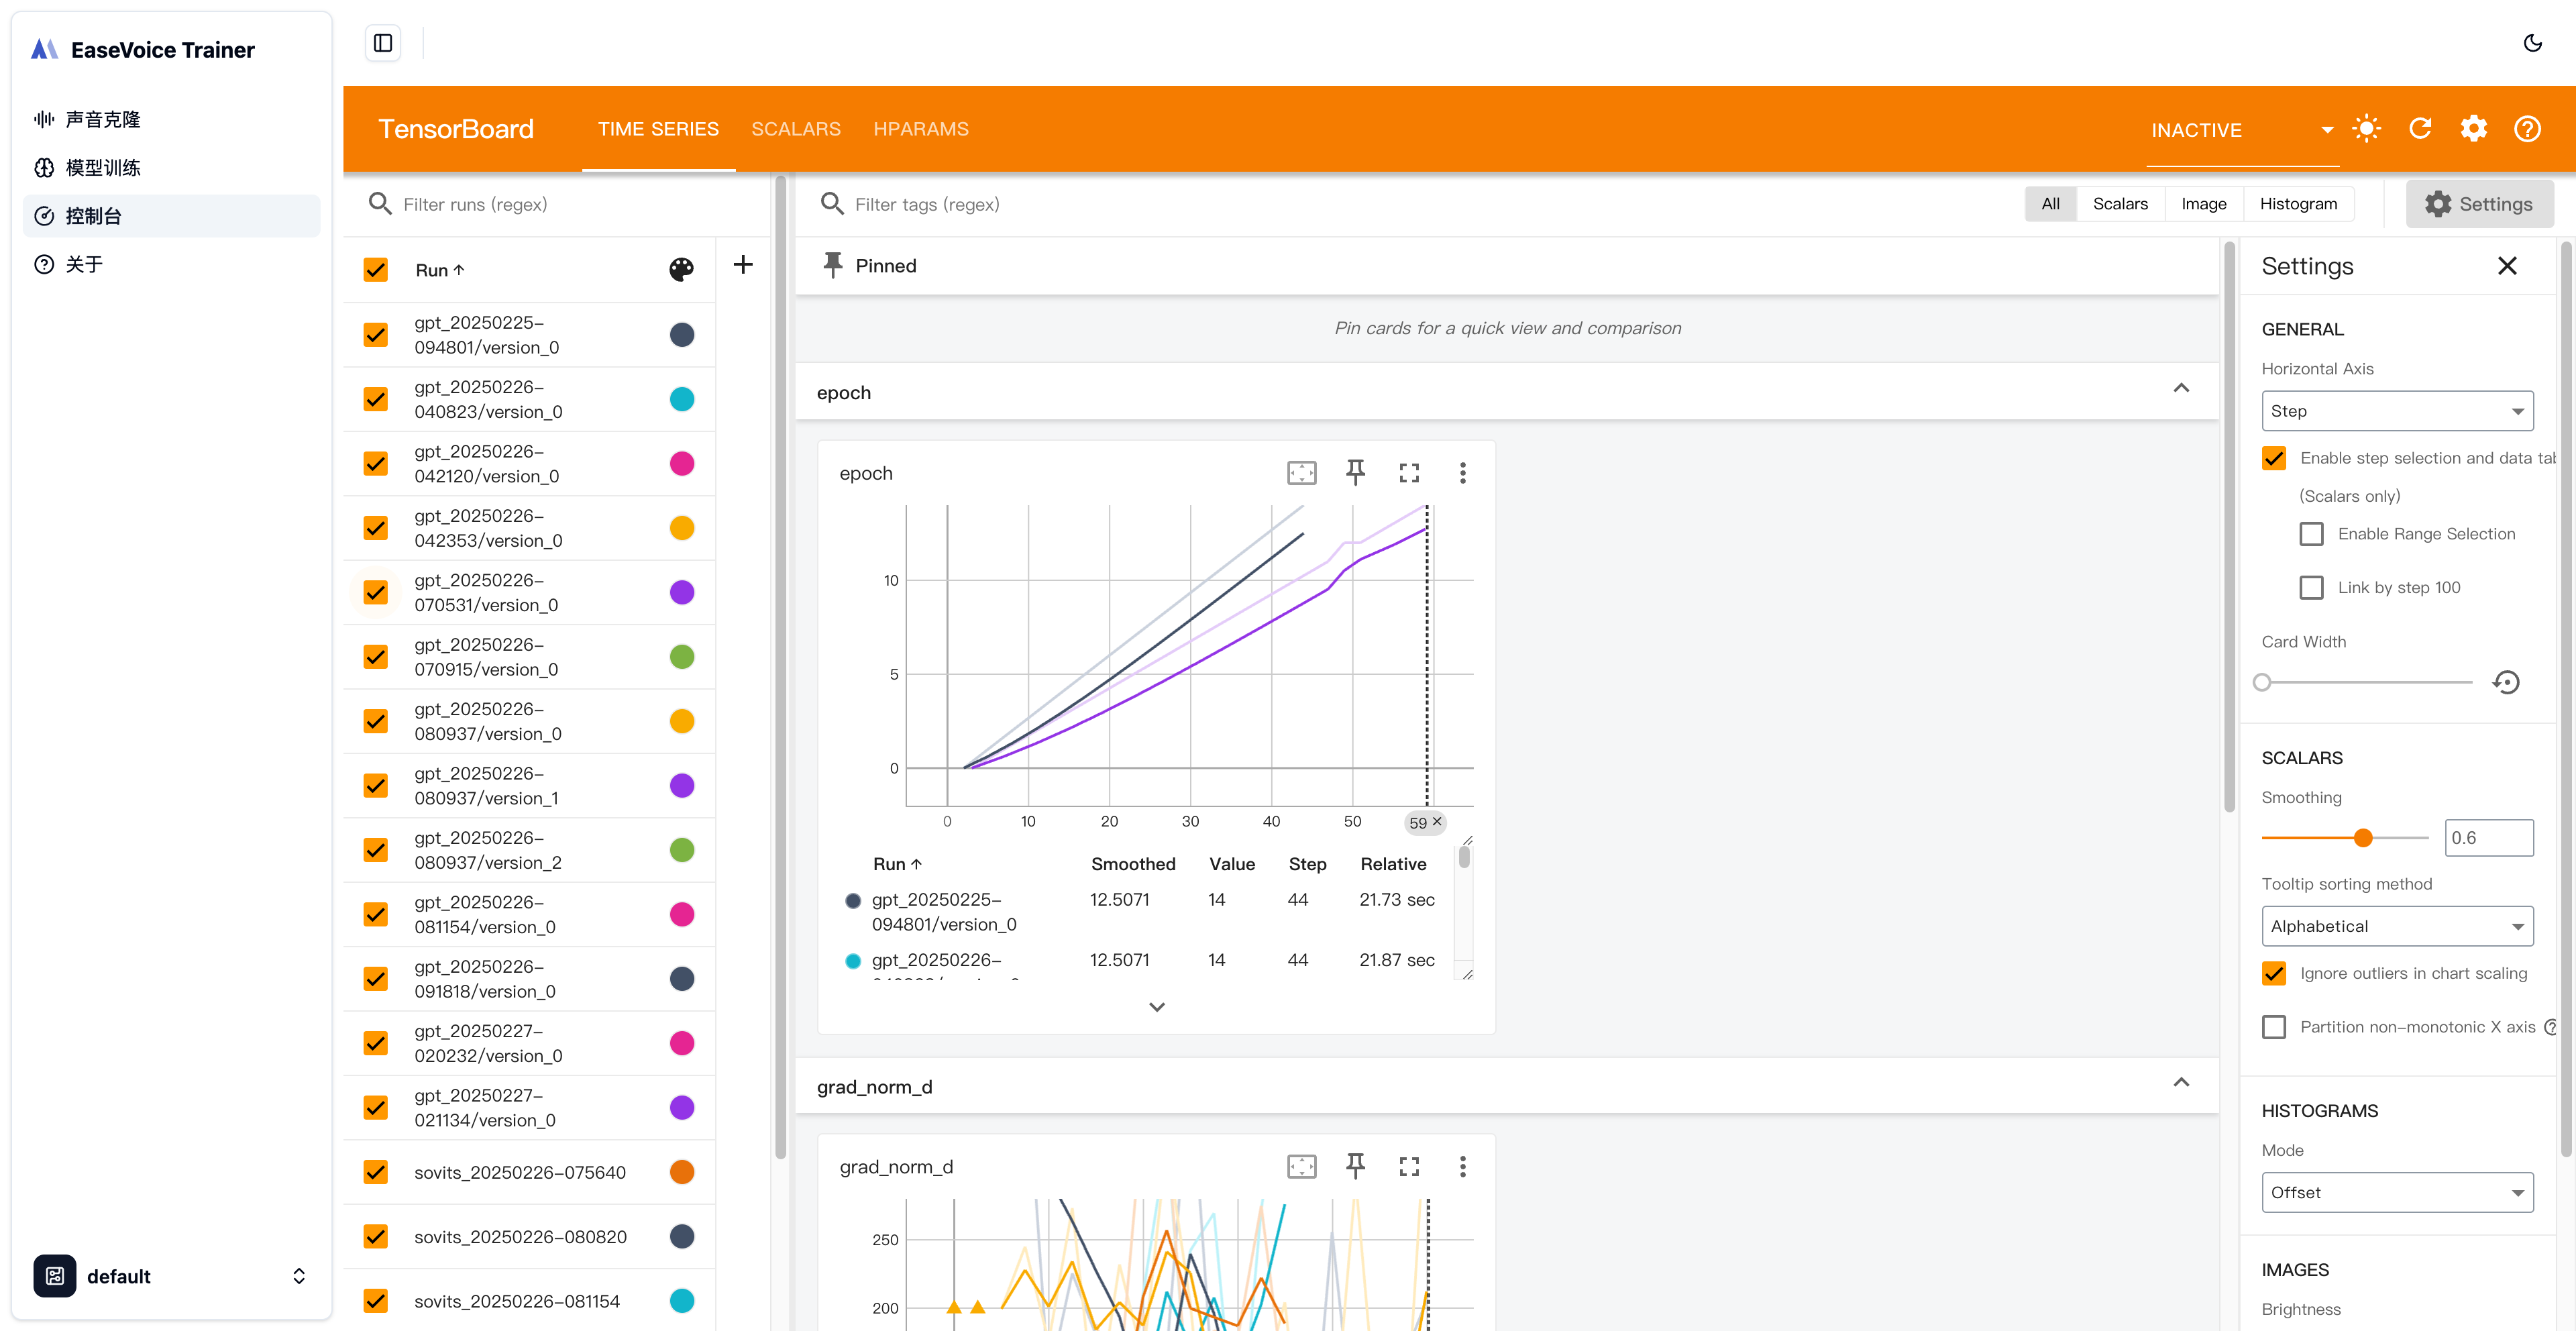 EaseVoice Trainer
声音克隆
模型训练
控制台
关于
default
TensorBoard
TIME SERIES
SCALARS
HPARAMS
INACTIVE
Filter runs (regex)
Run
gpt_20250225-
094801/version_0
gpt_20250226-
040823/version_0
gpt_20250226-
042120/version_0
gpt_20250226-
042353/version_0
gpt_20250226-
070531/version_0
gpt_20250226-
070915/version_0
gpt_20250226-
080937/version_0
gpt_20250226-
080937/version_1
gpt_20250226-
080937/version_2
gpt_20250226-
081154/version_0
gpt_20250226-
091818/version_0
gpt_20250227-
020232/version_0
gpt_20250227-
021134/version_0
sovits_20250226-075640
sovits_20250226-080820
sovits_20250226-081154
Filter tags (regex)
All
Scalars
Image
Histogram
Settings
Pinned
Pin cards for a quick view and comparison
epoch
epoch
10
5
0
0 10 20 30 40 50 59
Run Smoothed Value Step Relative
gpt_20250225- 12.5071 14 44 21.73 sec
094801/version_0
gpt_20250226- 12.5071 14 44 21.87 sec
grad_norm_d
grad_norm_d
250
200
Settings
GENERAL
Horizontal Axis
Step
Enable step selection and data tab
(Scalars only)
Enable Range Selection
Link by step 100
Card Width
SCALARS
Smoothing
0.6
Tooltip sorting method
Alphabetical
Ignore outliers in chart scaling
Partition non-monotonic X axis
HISTOGRAMS
Mode
Offset
IMAGES
Brightness